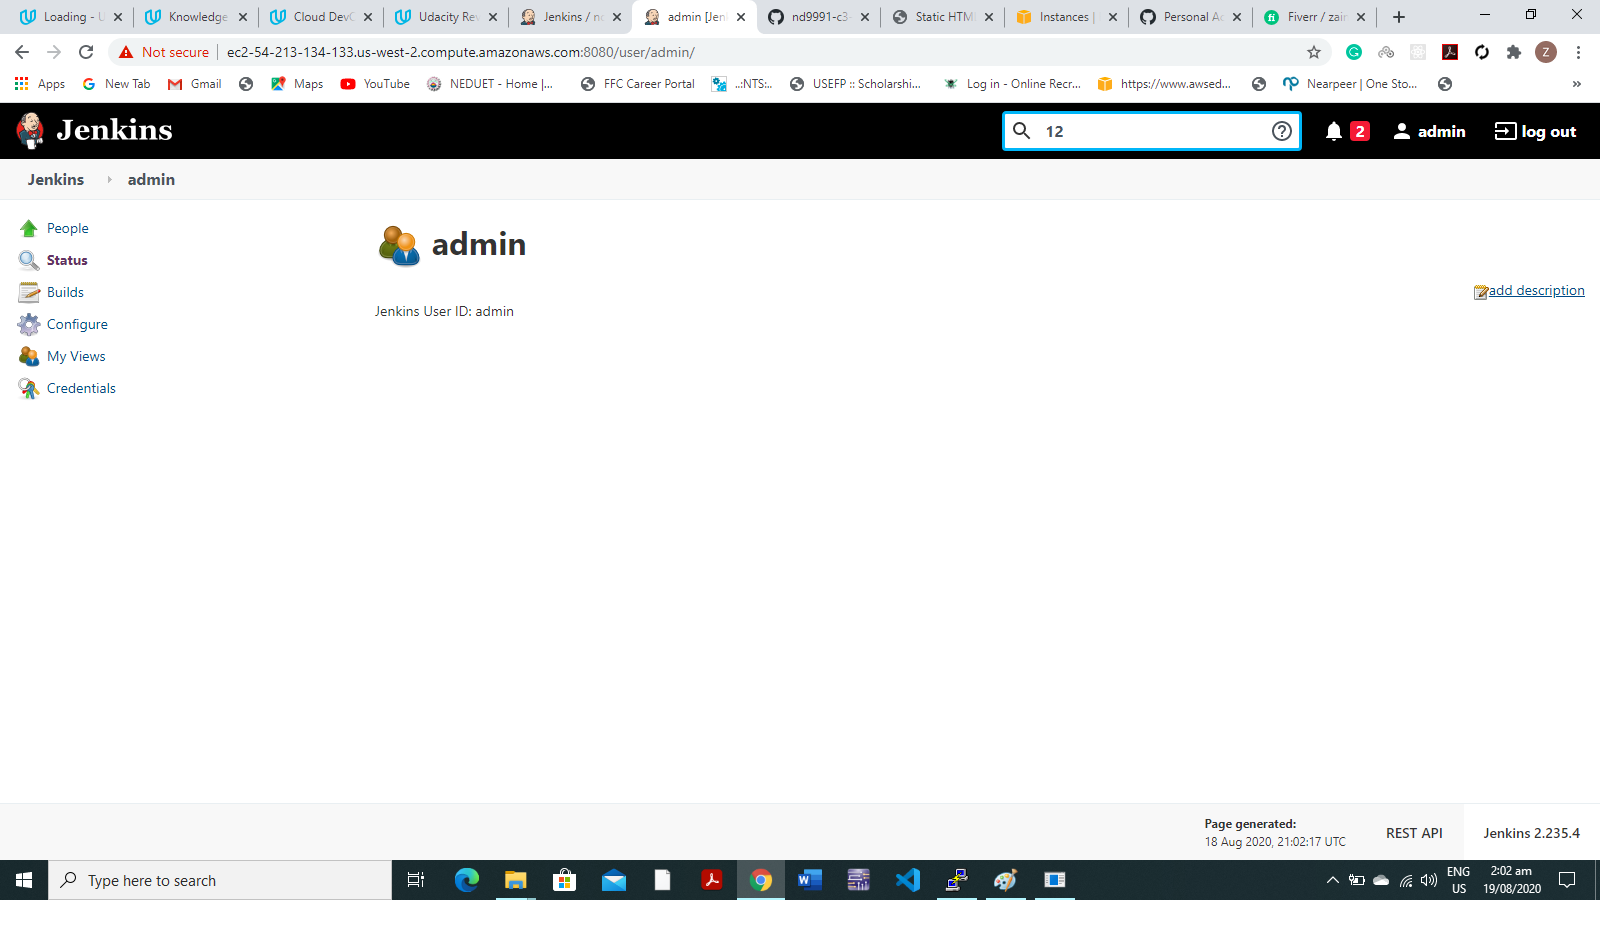 Loading - U
Knowledge
Cloud DevO
Udacity Rev
Jenkins / nd
admin [Jenl
nd9991-c3-
Static HTM
Instances |
Personal Ac
Fiverr / zain
Not secure
ec2-54-213-134-133.us-west-2.compute.amazonaws.com:8080/user/admin/
Z
Apps
New Tab
Gmail
Maps
YouTube
NEDUET - Home |...
FFC Career Portal
..:NTS:..
USEFP :: Scholarshi...
Log in - Online Recr...
https://www.awsed...
Nearpeer | One Sto...
»
Jenkins
12
2
admin
log out
Jenkins
admin
People
Status
Builds
Configure
My Views
Credentials
admin
add description
Jenkins User ID: admin
Page generated:
18 Aug 2020, 21:02:17 UTC
REST API
Jenkins 2.235.4
Type here to search
ENG
US
2:02 am
19/08/2020